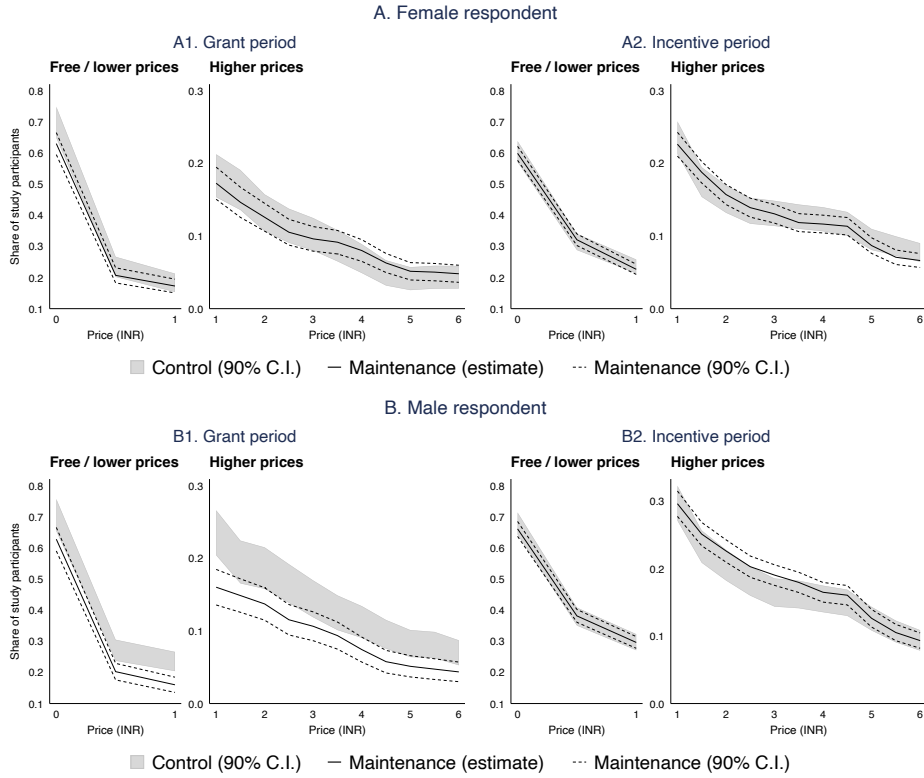 A. Female respondent
A1. Grant period
A2. Incentive period
Free / lower prices
Higher prices
Free / lower prices
Higher prices
Share of study participants
0.8
0.7
0.6
0.5
0.4
0.3
0.2
0.1
0 1
Price (INR)
0.3
0.2
0.1
0.0
1 2 3 4 5 6
Price (INR)
0.8
0.7
0.6
0.5
0.4
0.3
0.2
0.1
0 1
Price (INR)
0.3
0.2
0.1
0.0
1 2 3 4 5 6
Price (INR)
Control (90% C.I.) Maintenance (estimate) Maintenance (90% C.I.)
B. Male respondent
B1. Grant period
B2. Incentive period
Free / lower prices
Higher prices
Free / lower prices
Higher prices
Share of study participants
0.8
0.7
0.6
0.5
0.4
0.3
0.2
0.1
0 1
Price (INR)
0.3
0.2
0.1
0.0
1 2 3 4 5 6
Price (INR)
0.8
0.7
0.6
0.5
0.4
0.3
0.2
0.1
0 1
Price (INR)
0.3
0.2
0.1
0.0
1 2 3 4 5 6
Price (INR)
Control (90% C.I.) Maintenance (estimate) Maintenance (90% C.I.)